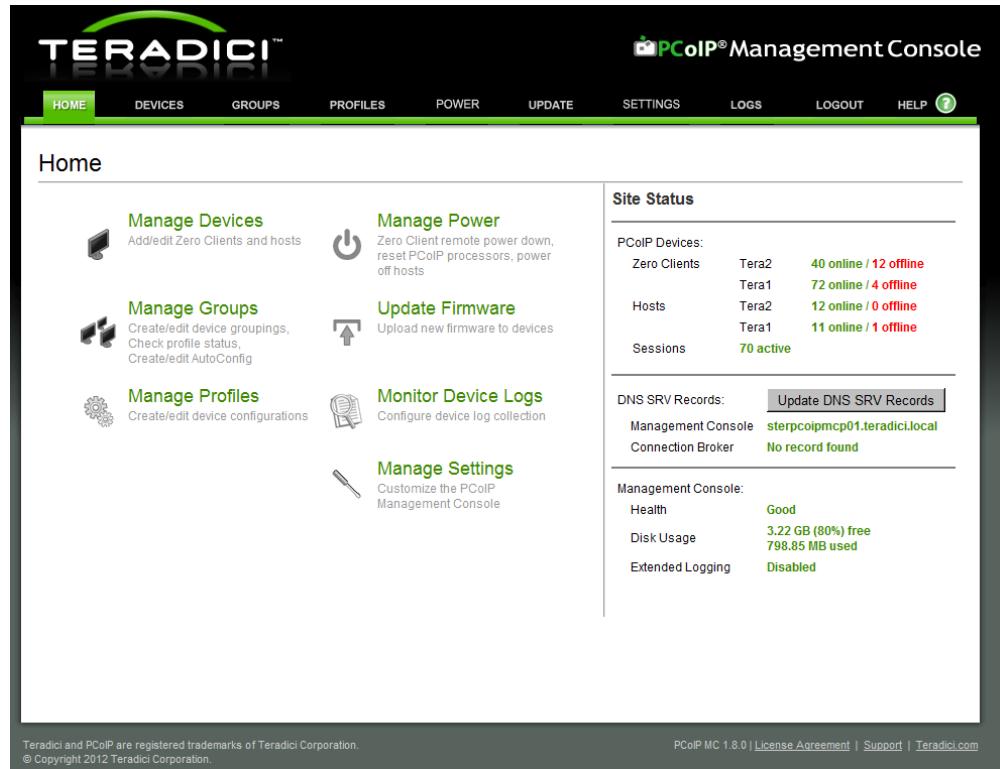 TERADICI™
PCoIP® Management Console
HOME DEVICES GROUPS PROFILES POWER UPDATE SETTINGS LOGS LOGOUT HELP ?
Home
Manage Devices
Add/edit Zero Clients and hosts
Manage Groups
Create/edit device groupings,
Check profile status,
Create/edit AutoConfig
Manage Profiles
Create/edit device configurations
Manage Power
Zero Client remote power down,
reset PCoIP processors, power
off hosts
Update Firmware
Upload new firmware to devices
Monitor Device Logs
Configure device log collection
Manage Settings
Customize the PCoIP
Management Console
Site Status
PCoIP Devices:
Zero Clients Tera2 40 online / 12 offline
Tera1 72 online / 4 offline
Hosts Tera2 12 online / 0 offline
Tera1 11 online / 1 offline
Sessions 70 active
DNS SRV Records: Update DNS SRV Records
Management Console sterpcoipmcp01.teradici.local
Connection Broker No record found
Management Console:
Health Good
Disk Usage 3.22 GB (80%) free
798.85 MB used
Extended Logging Disabled
Teradici and PCoIP are registered trademarks of Teradici Corporation.
© Copyright 2012 Teradici Corporation.
PCoIP MC 1.8.0 | License Agreement | Support | Teradici.com